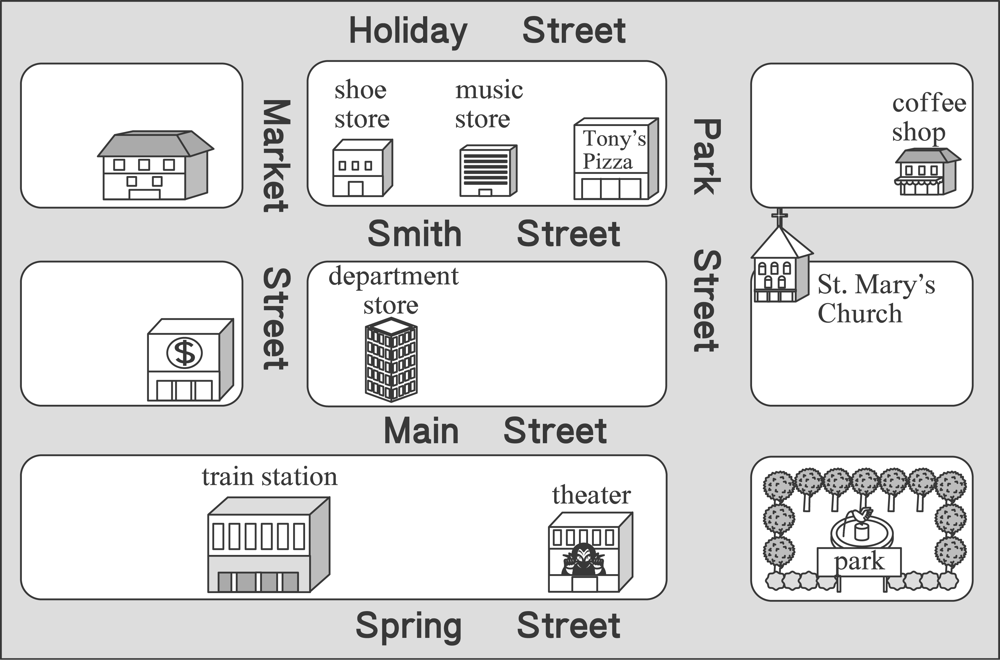 Holiday Street
shoe
store
music
store
Tony's
Pizza
coffee
shop
Market Street
Park Street
Smith Street
department
store
St. Mary's
Church
$
Main Street
train station
theater
park
Spring Street